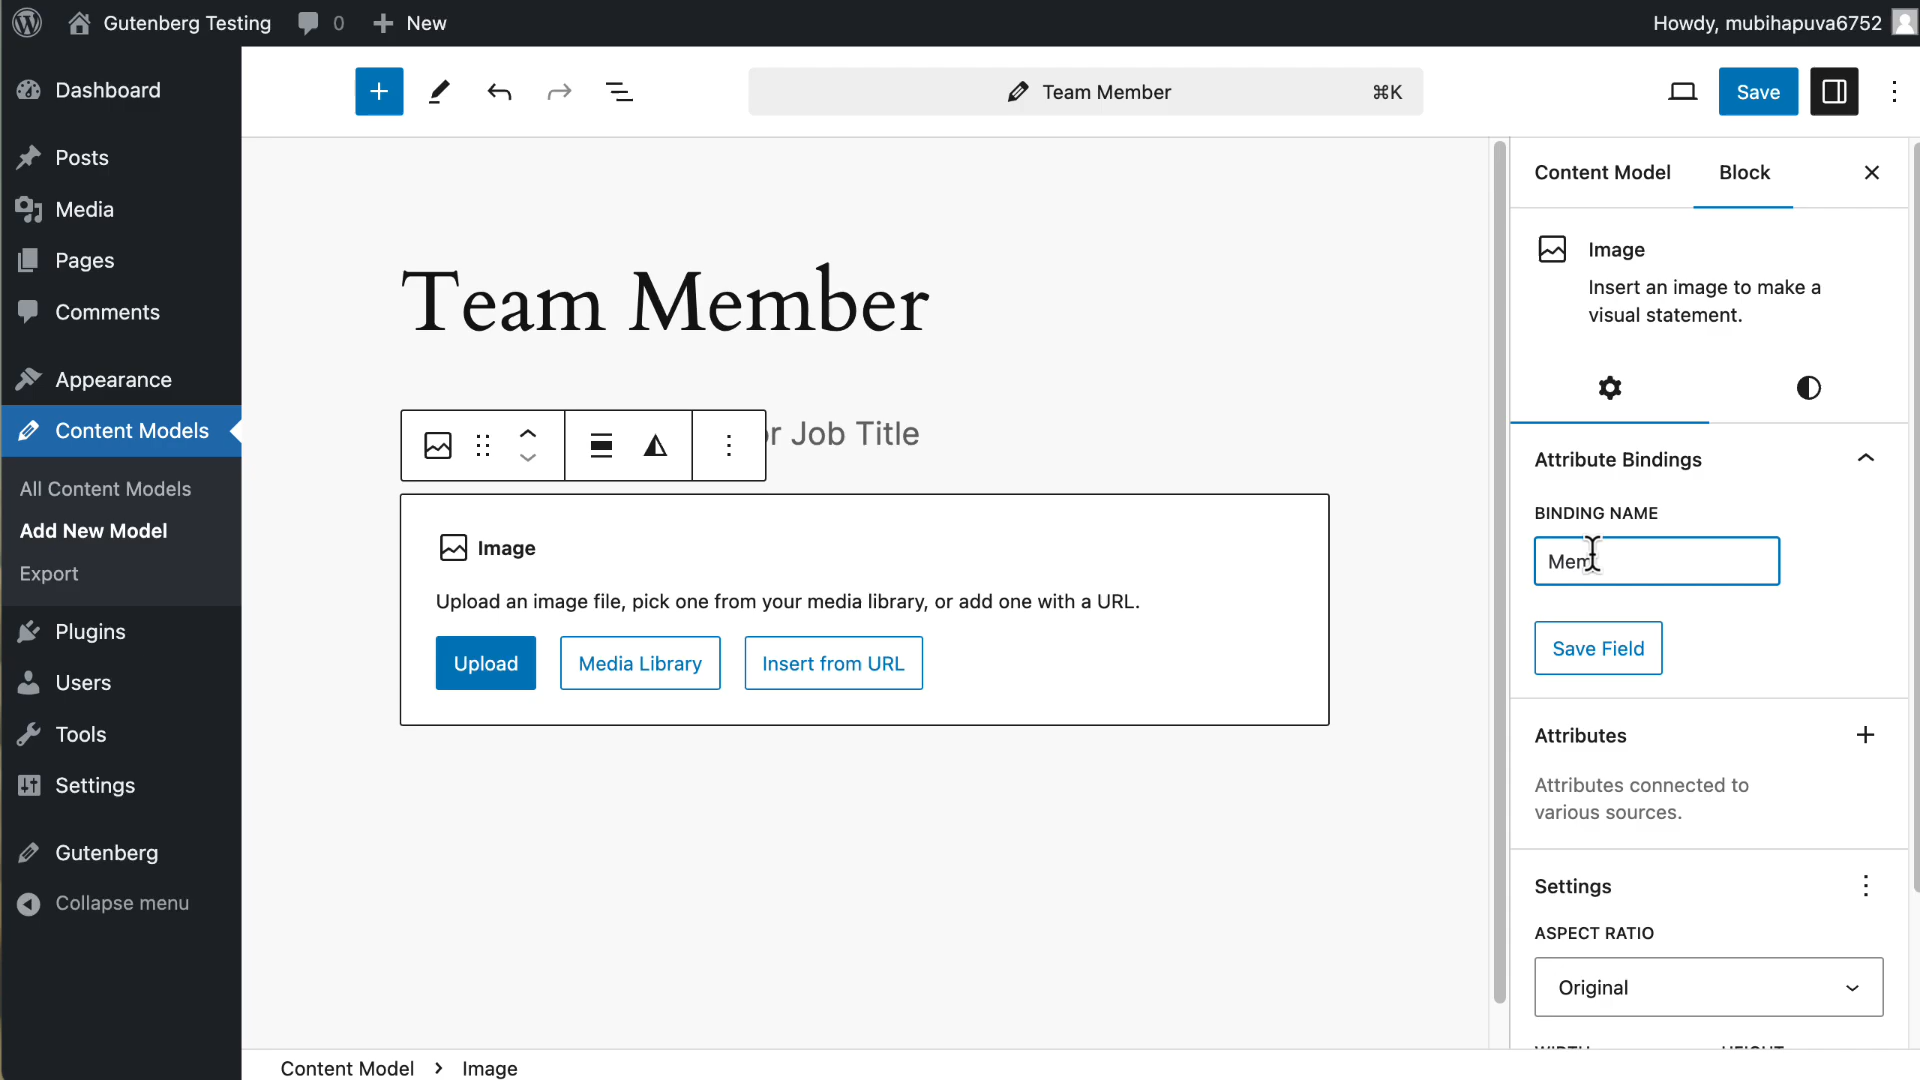 Gutenberg Testing
0
New
Howdy, mubihapuva6752
Dashboard
Posts
Media
Pages
Comments
Appearance
Content Models
All Content Models
Add New Model
Export
Plugins
Users
Tools
Settings
Gutenberg
Collapse menu
Team Member
⌘K
Save
Team Member
r Job Title
Image
Upload an image file, pick one from your media library, or add one with a URL.
Upload
Media Library
Insert from URL
Content Model
Block
Image
Insert an image to make a
visual statement.
Attribute Bindings
BINDING NAME
Mem
Save Field
Attributes
Attributes connected to
various sources.
Settings
ASPECT RATIO
Original
Content Model
Image